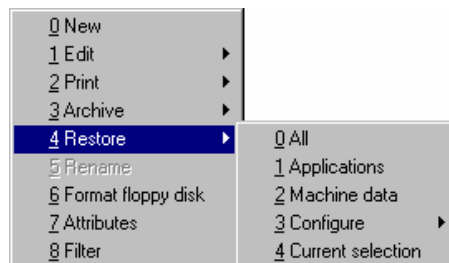 0 New
1 Edit
2 Print
3 Archive
4 Restore
5 Rename
6 Format floppy disk
7 Attributes
8 Filter
0 All
1 Applications
2 Machine data
3 Configure
4 Current selection